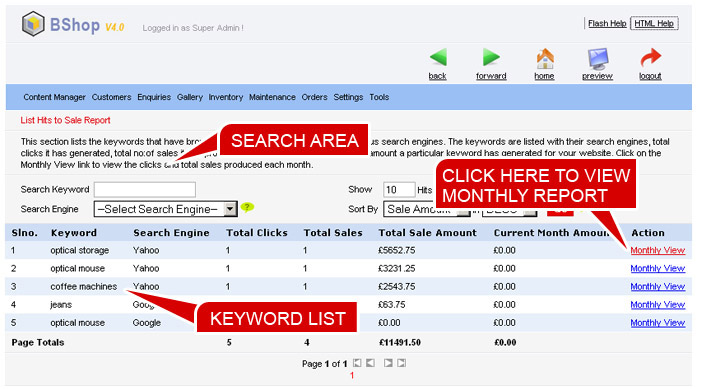 BShop V4.0
Logged in as Super Admin !
Flash Help HTML Help
back forward home preview logout
Content Manager Customers Enquiries Gallery Inventory Maintenance Orders Settings Tools
List Hits to Sale Report
SEARCH AREA
This section lists the keywords that have us search engines. The keywords are listed with their search engines, total
clicks it has generated, total no:of sales amount a particular keyword has generated for your website. Click on the
Monthly View link to view the clicks and total sales produced each month.
CLICK HERE TO VIEW
MONTHLY REPORT
Search Keyword Show 10 Hits
Search Engine --Select Search Engine-- ? Sort By Sale Amount in DESC
Slno. Keyword Search Engine Total Clicks Total Sales Total Sale Amount Current Month Amount Action
1 optical storage Yahoo 1 1 £5652.75 £0.00 Monthly View
2 optical mouse Yahoo 1 1 £3231.25 £0.00 Monthly View
3 coffee machines Yahoo 1 1 £2543.75 £0.00 Monthly View
4 jeans £63.75 £0.00 Monthly View
KEYWORD LIST
5 optical mouse Google £0.00 £0.00 Monthly View
Page Totals 5 4 £11491.50 £0.00
Page 1 of 1
1